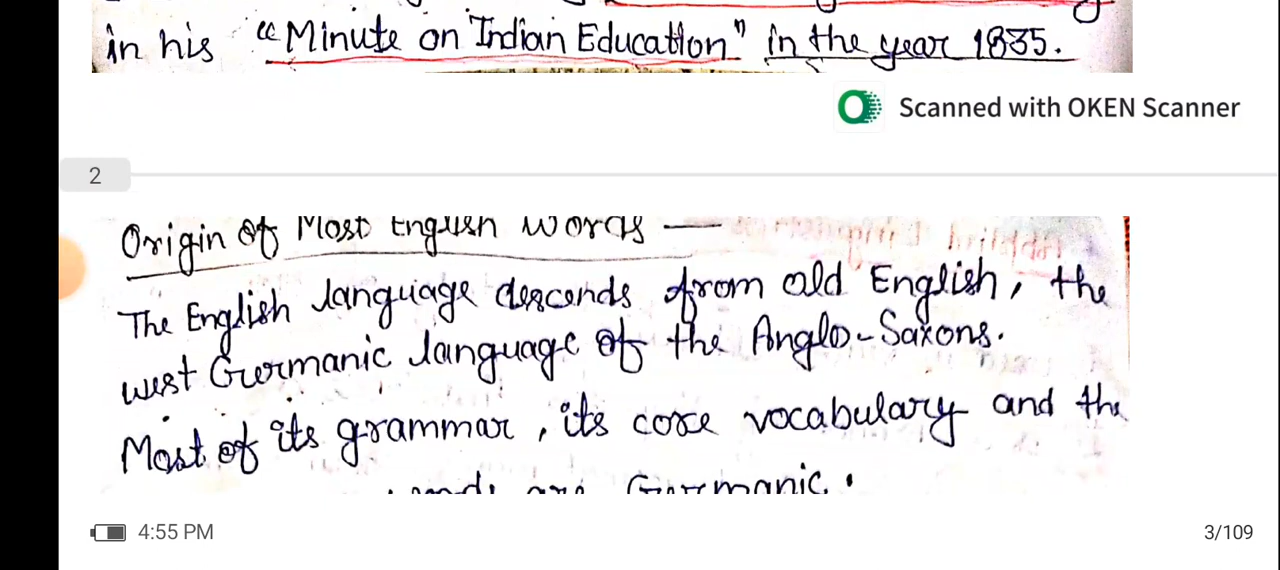 in his "Minute on Indian Education" in the year 1835.
Scanned with OKEN Scanner
2
Origin of Most English Words —
The English language descends from old English, the
west Germanic language of the Anglo-Saxons.
Most of its grammar, its core vocabulary and the
words are Germanic.
4:55 PM
3/109